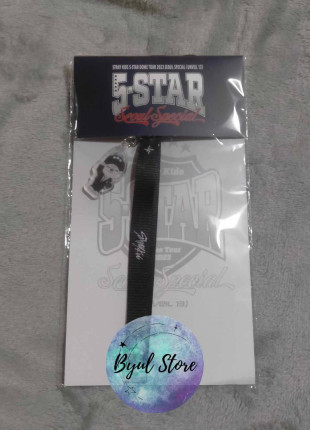 STRAY KIDS 5-STAR DOME TOUR 2023 SEOUL SPECIAL (UNVEIL 13)
5-STAR
Seoul Special
5-STAR
Seoul Special
Byul Store